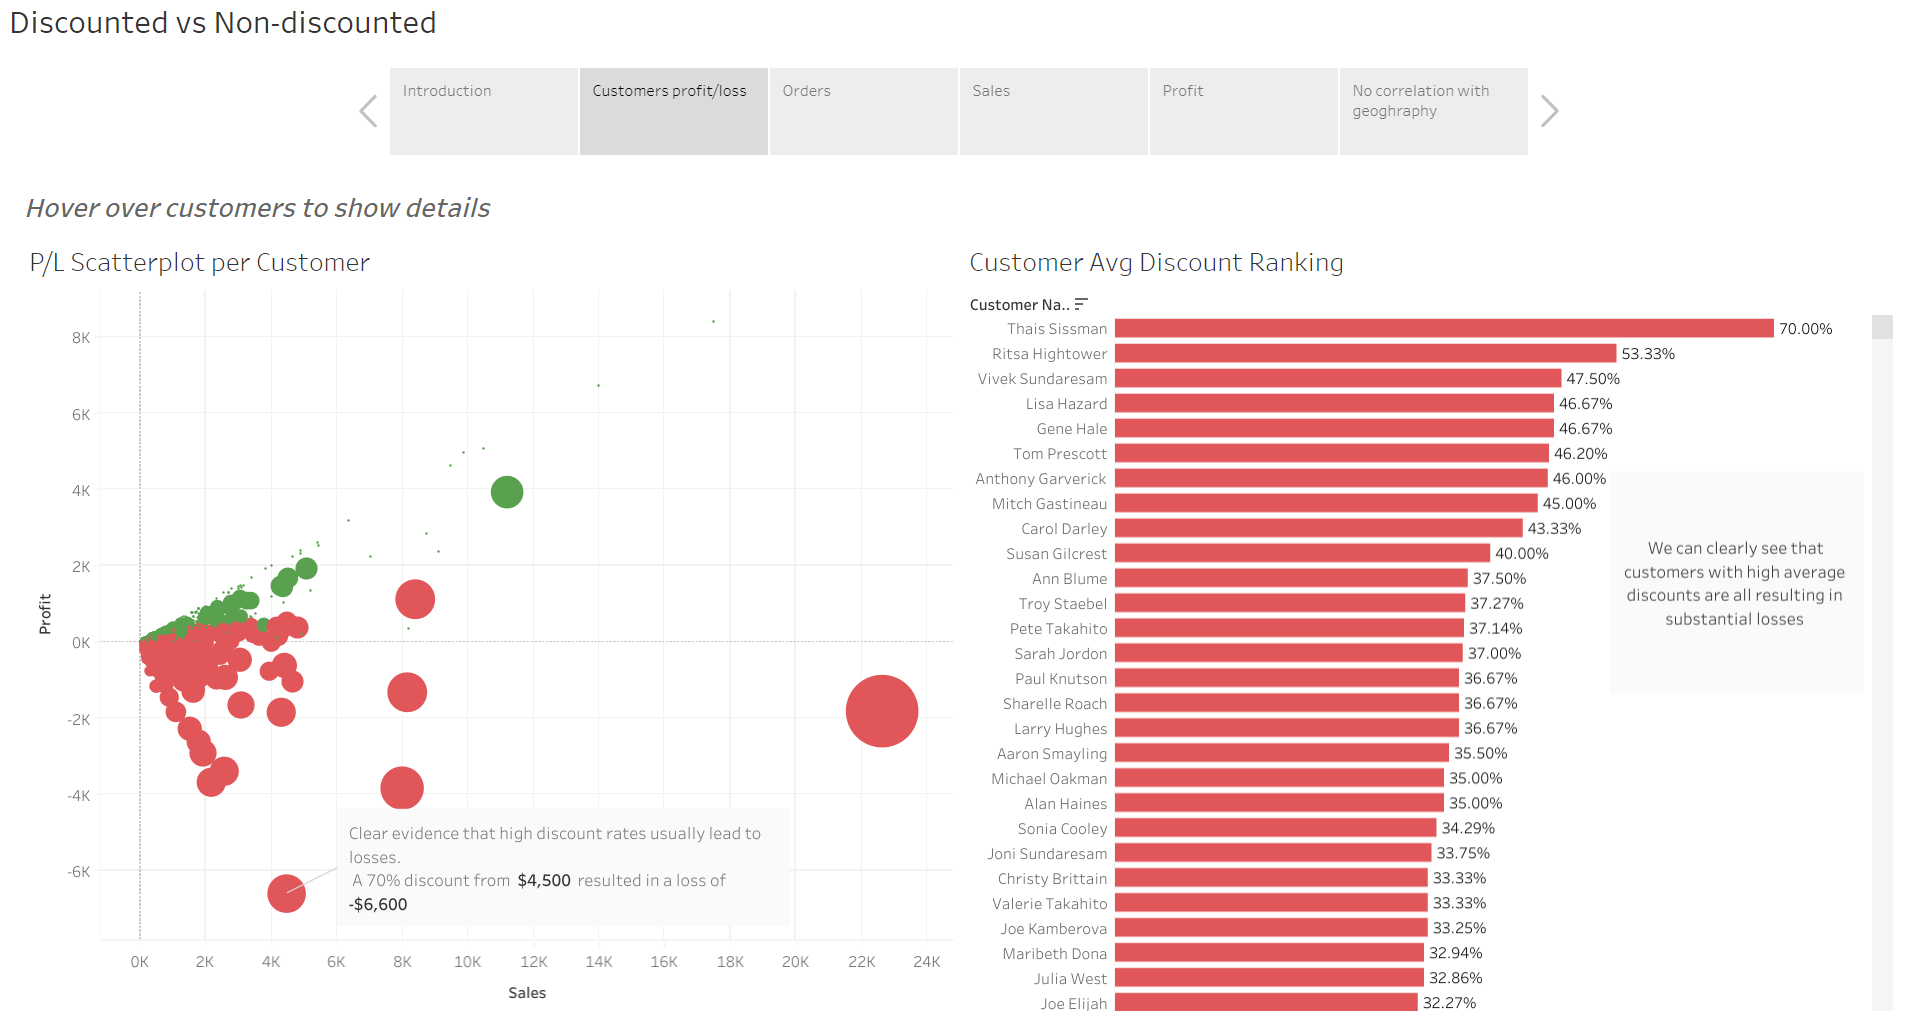 Discounted vs Non-discounted
Introduction
Customers profit/loss
Orders
Sales
Profit
No correlation with
geoghraphy
Hover over customers to show details
P/L Scatterplot per Customer
8K
6K
4K
2K
0K
-2K
-4K
-6K
Profit
Clear evidence that high discount rates usually lead to
losses.
A 70% discount from $4,500 resulted in a loss of
-$6,600
0K 2K 4K 6K 8K 10K 12K 14K 16K 18K 20K 22K 24K
Sales
Customer Avg Discount Ranking
Customer Na..
Thais Sissman 70.00%
Ritsa Hightower 53.33%
Vivek Sundaresam 47.50%
Lisa Hazard 46.67%
Gene Hale 46.67%
Tom Prescott 46.20%
Anthony Garverick 46.00%
Mitch Gastineau 45.00%
Carol Darley 43.33%
Susan Gilcrest 40.00%
Ann Blume 37.50%
Troy Staebel 37.27%
Pete Takahito 37.14%
Sarah Jordon 37.00%
Paul Knutson 36.67%
Sharelle Roach 36.67%
Larry Hughes 36.67%
Aaron Smayling 35.50%
Michael Oakman 35.00%
Alan Haines 35.00%
Sonia Cooley 34.29%
Joni Sundaresam 33.75%
Christy Brittain 33.33%
Valerie Takahito 33.33%
Joe Kamberova 33.25%
Maribeth Dona 32.94%
Julia West 32.86%
Joe Elijah 32.27%
We can clearly see that
customers with high average
discounts are all resulting in
substantial losses